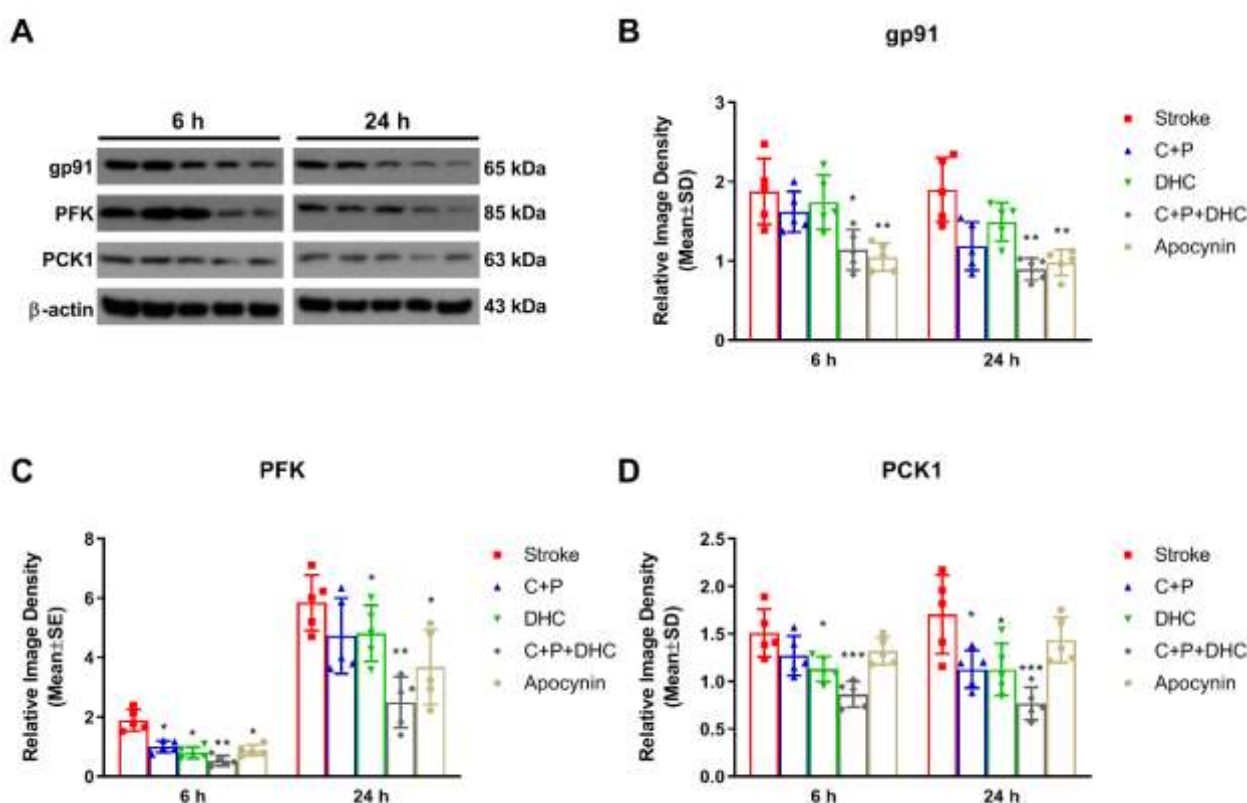 A
6 h
24 h
gp91
65 kDa
PFK
85 kDa
PCK1
63 kDa
β-actin
43 kDa
B
gp91
Relative Image Density
(Mean±SD)
3
2
1
0
*
**
**
**
6 h
24 h
Stroke
C+P
DHC
C+P+DHC
Apocynin
C
PFK
Relative Image Density
(Mean±SE)
8
6
4
2
0
*
*
**
*
*
**
*
6 h
24 h
Stroke
C+P
DHC
C+P+DHC
Apocynin
D
PCK1
Relative Image Density
(Mean±SD)
2.5
2.0
1.5
1.0
0.5
0.0
*
***
*
*
***
6 h
24 h
Stroke
C+P
DHC
C+P+DHC
Apocynin